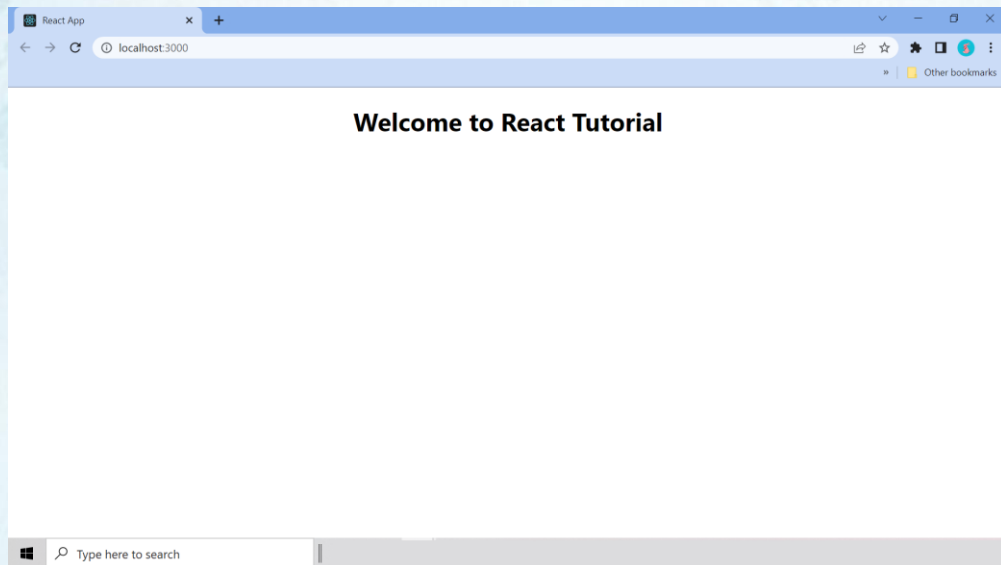 React App
localhost:3000
Other bookmarks
Welcome to React Tutorial
Type here to search